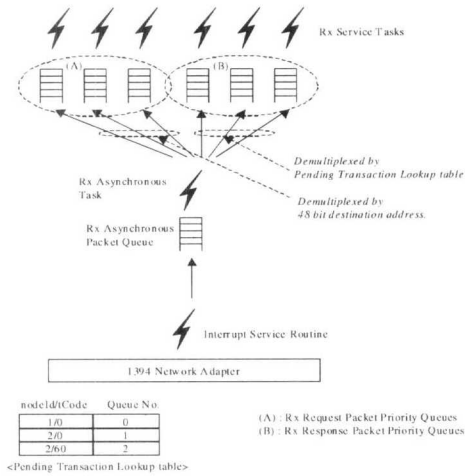 Rx Service Tasks
(A)
(B)
Demultiplexed by
Pending Transaction Lookup table
Rx Asynchronous
Task
Demultiplexed by
48 bit destination address.
Rx Asynchronous
Packet Queue
Interrupt Service Routine
1394 Network Adapter
nodeId/tCode Queue No
1/0 0
2/0 1
2/60 2
<Pending Transaction Lookup table>
(A) : Rx Request Packet Priority Queues
(B) : Rx Response Packet Priority Queues